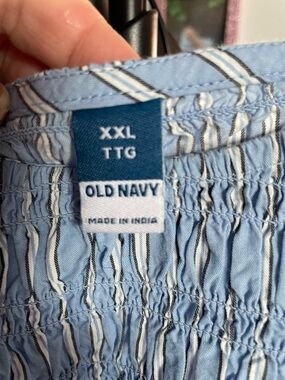 XXL
TTG
OLD NAVY
MADE IN INDIA